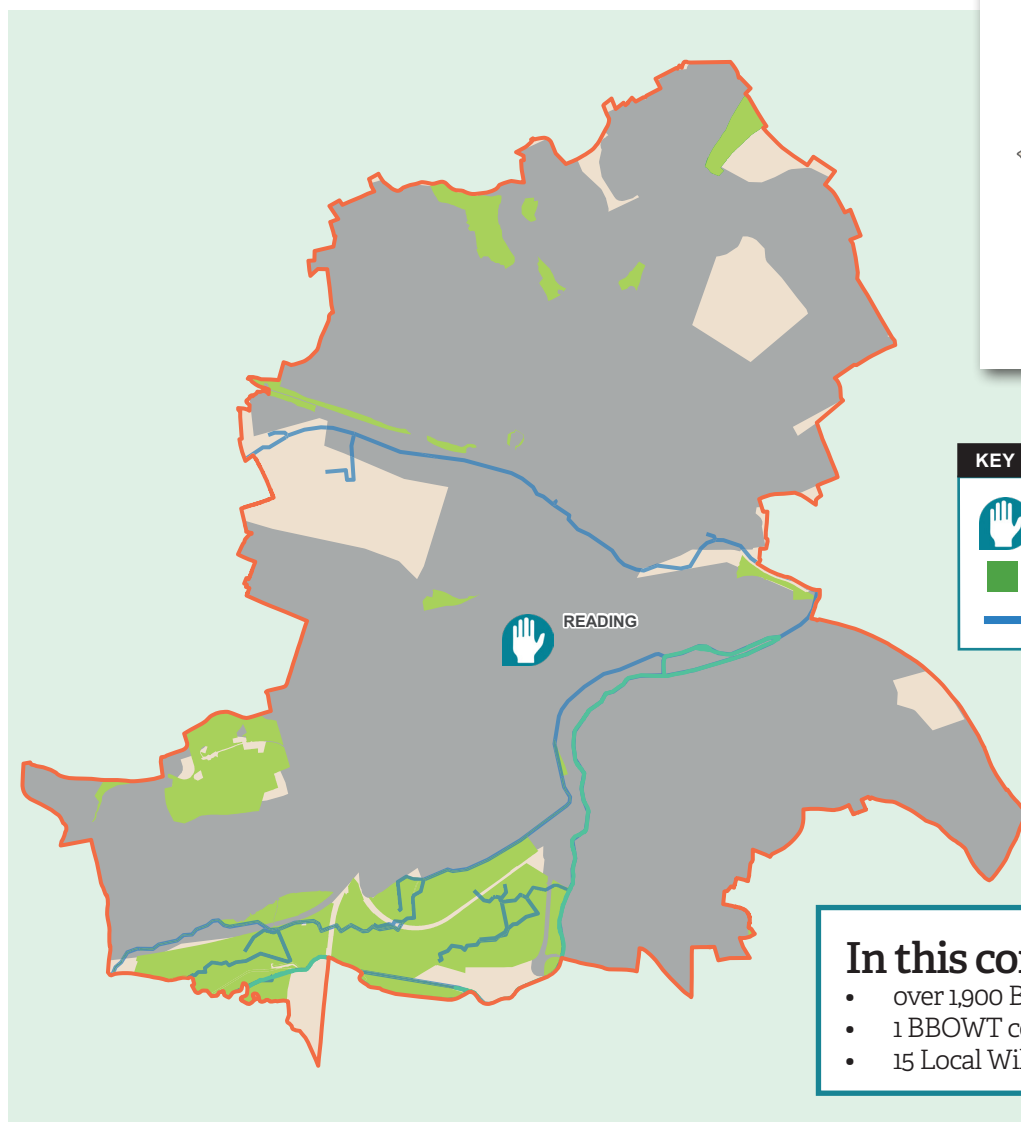 KEY
READING
In this co
• over 1,900 B
• 1 BBOWT c
• 15 Local Wi